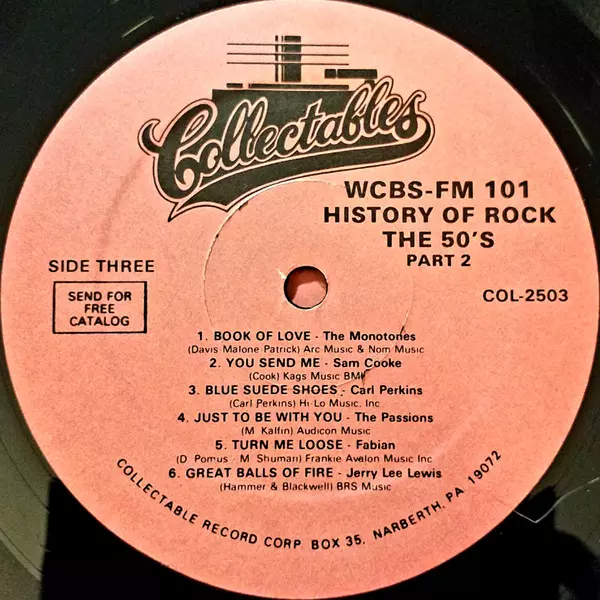 Collectables
WCBS-FM 101
HISTORY OF ROCK
THE 50'S
PART 2
SIDE THREE
SEND FOR
FREE
CATALOG
COL-2503
1. BOOK OF LOVE - The Monotones
(Davis-Malone-Patrick) Arc Music & Nom Music
2. YOU SEND ME - Sam Cooke
(Cook) Kags Music BMI
3. BLUE SUEDE SHOES - Carl Perkins
(Carl Perkins) Hi-Lo Music, Inc
4. JUST TO BE WITH YOU - The Passions
(M. Kalfin) Audicon Music
5. TURN ME LOOSE - Fabian
(D. Pomus - M. Shuman) Frankie Avalon Music Inc
6. GREAT BALLS OF FIRE - Jerry Lee Lewis
(Hammer & Blackwell) BRS Music
COLLECTABLE RECORD CORP BOX 35, NARBERTH, PA 19072